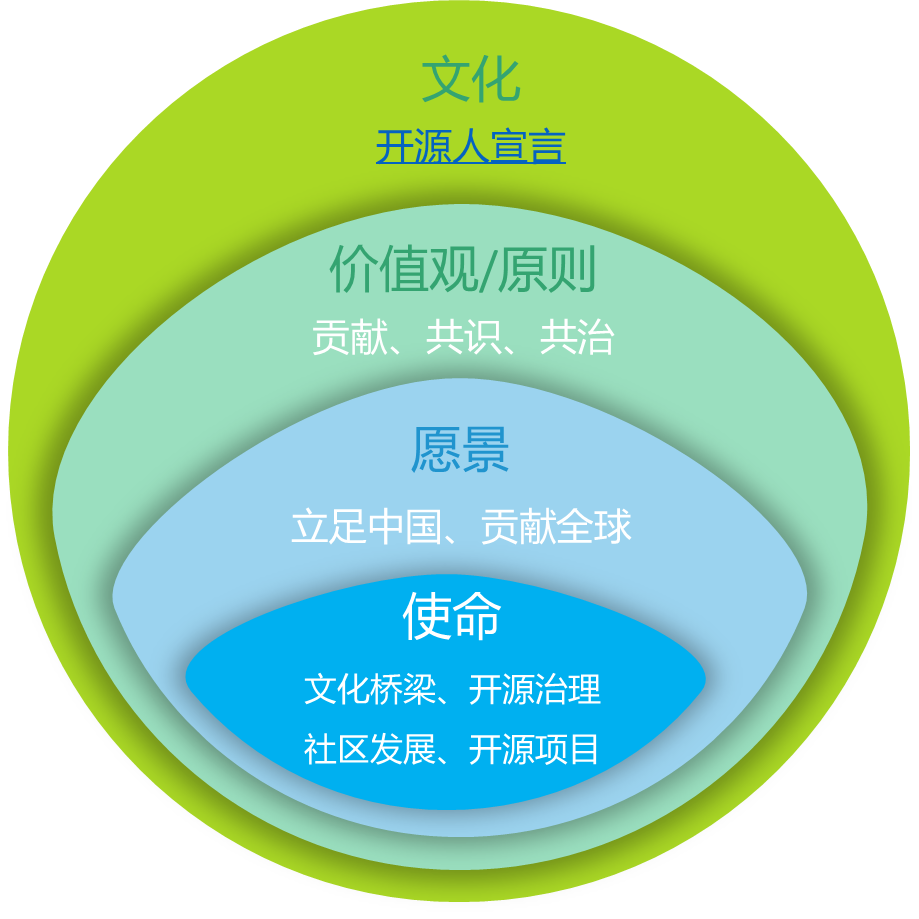 文化
开源人宣言
价值观/原则
贡献、共识、共治
愿景
立足中国、贡献全球
使命
文化桥梁、开源治理
社区发展、开源项目